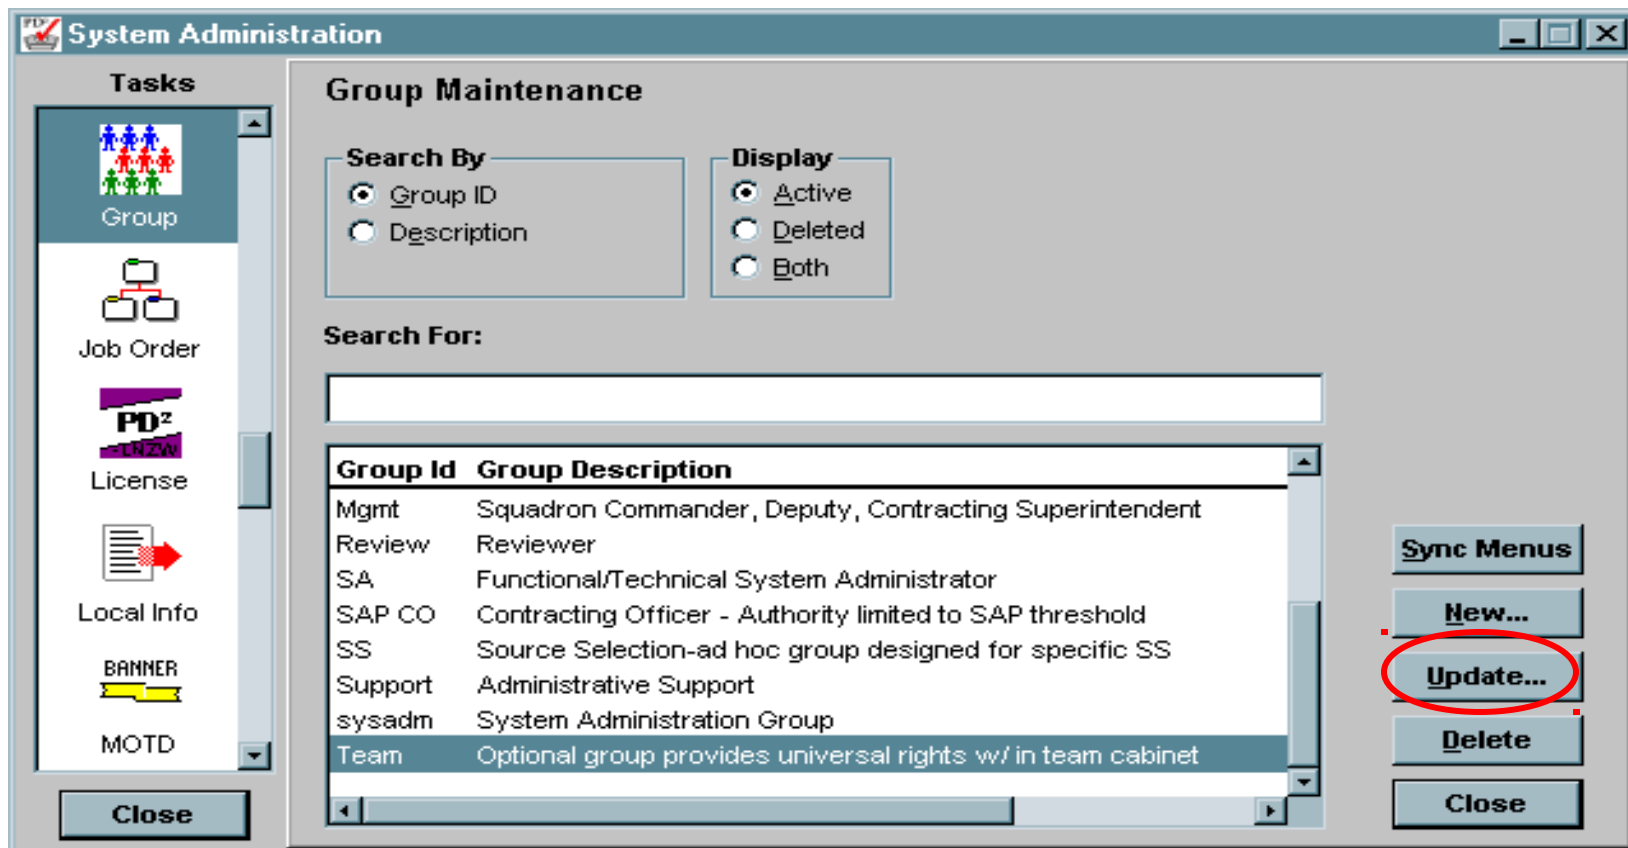 System Administration
Tasks
Group
Job Order
PD²
License
Local Info
BANNER
MOTD
Close
Group Maintenance
Search By
Group ID
Description
Display
Active
Deleted
Both
Search For:
Group Id Group Description
Mgmt Squadron Commander, Deputy, Contracting Superintendent
Review Reviewer
SA Functional/Technical System Administrator
SAP CO Contracting Officer - Authority limited to SAP threshold
SS Source Selection-ad hoc group designed for specific SS
Support Administrative Support
sysadm System Administration Group
Team Optional group provides universal rights w/ in team cabinet
Sync Menus
New...
Update...
Delete
Close